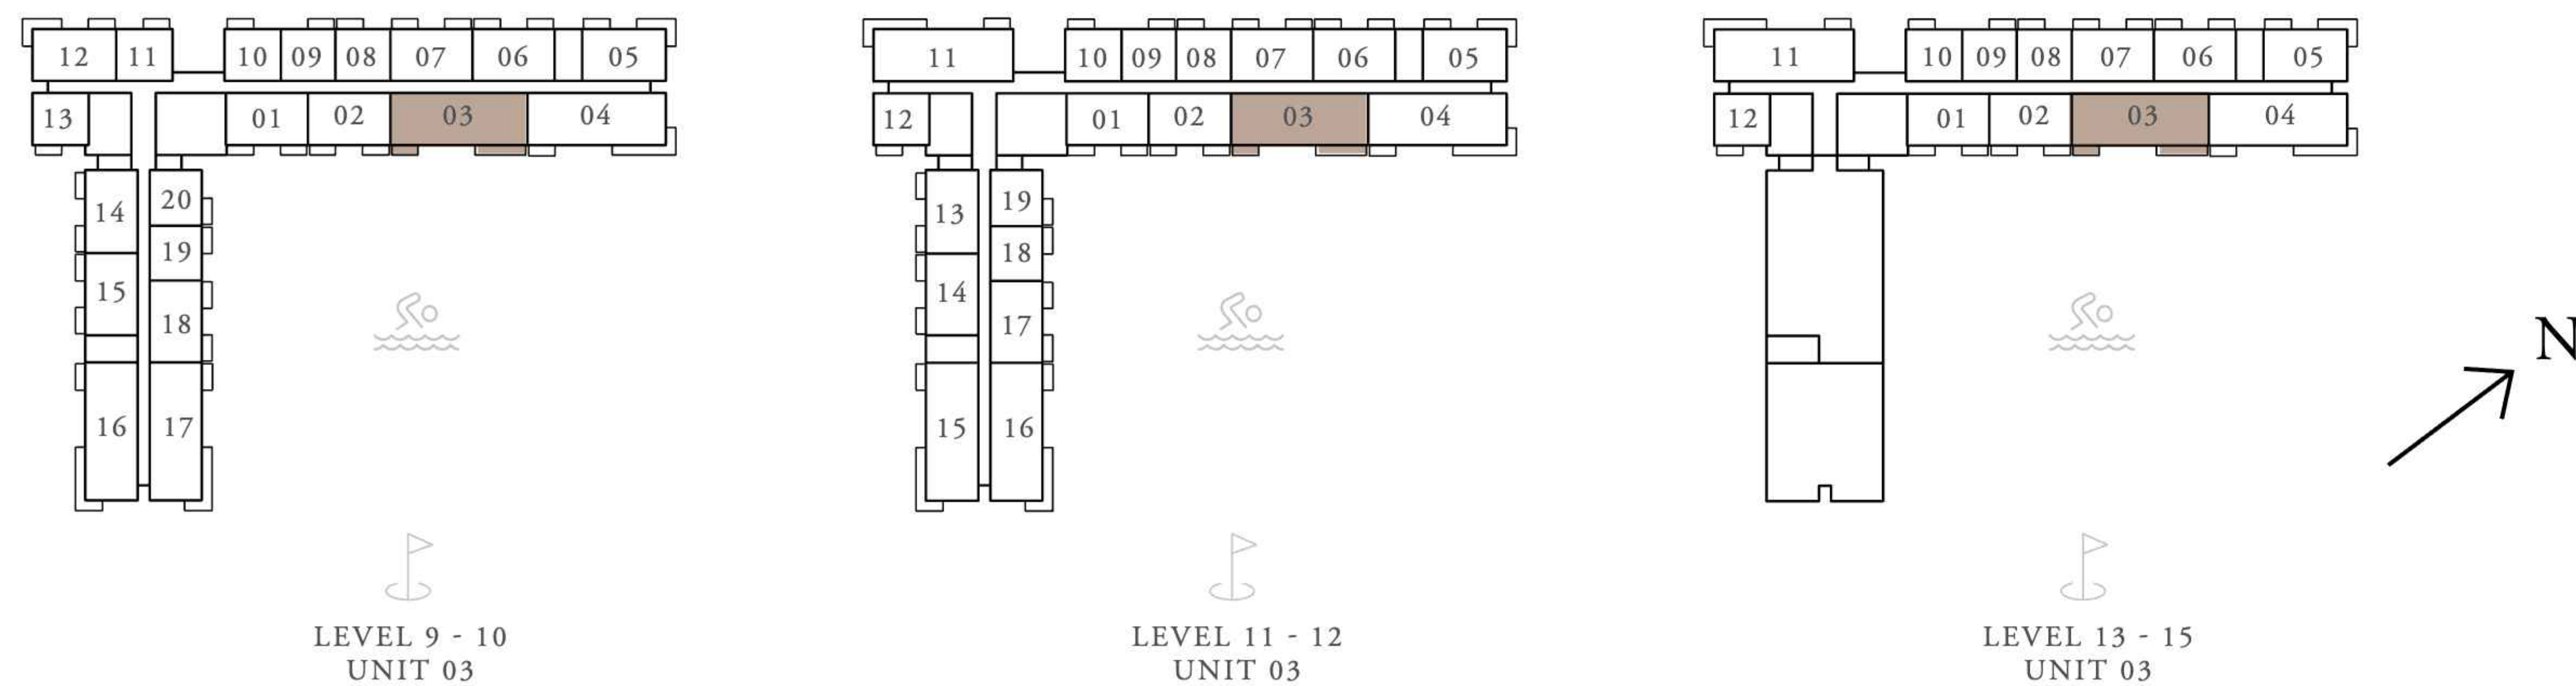 12 11 10 09 08 07 06 05
13 01 02 03 04
14 20
19
15
18
16 17
LEVEL 9 - 10
UNIT 03
11 10 09 08 07 06 05
12 01 02 03 04
13 19
18
14
17
15 16
LEVEL 11 - 12
UNIT 03
11 10 09 08 07 06 05
12 01 02 03 04
LEVEL 13 - 15
UNIT 03
N